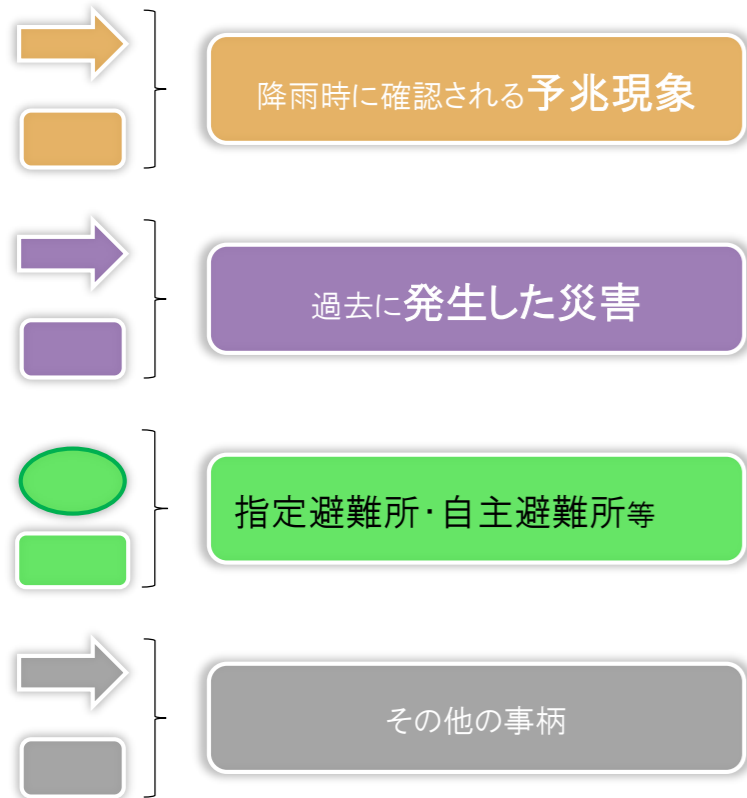 降雨時に確認される予兆現象
過去に発生した災害
指定避難所・自主避難所等
その他の事柄